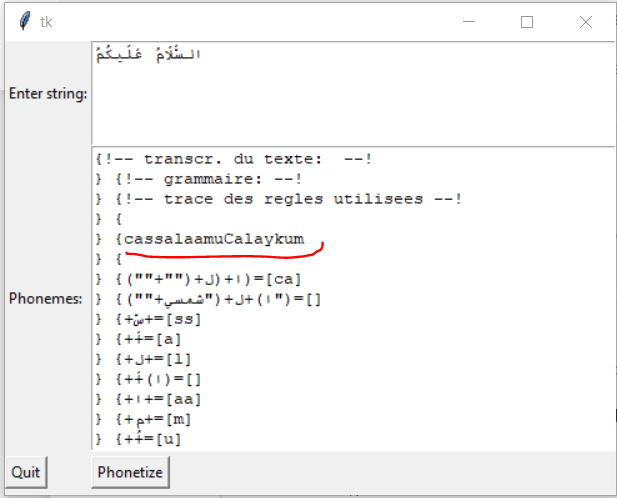 tk
Enter string:
السَّلَامُ عَلَيكُمُ
{!-- transcr. du texte:  --!
} {!-- grammaire: --!
} {!-- trace des regles utilisees --!
} {
} {cassalaamuCalaykum
} {
} {(""+"")+ا)+ل)=[ca]
Phonemes:
} {(""+شمسي")+ل+(ا")=[]
} {+سّ+=[ss]
} {+َ+=[a]
} {+ل+=[l]
} {+َ+(ا)=[]
} {+ا+=[aa]
} {+م+=[m]
} {+ُ+=[u]
Quit
Phonetize